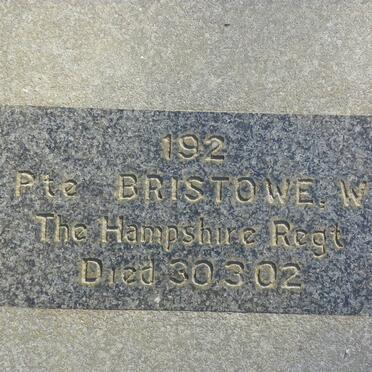 192
Pte BRISTOWE. W
The Hampshire Regt
Died 30.3.02